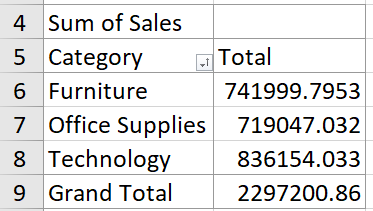 4 Sum of Sales
5 Category Total
6 Furniture 741999.7953
7 Office Supplies 719047.032
8 Technology 836154.033
9 Grand Total 2297200.86